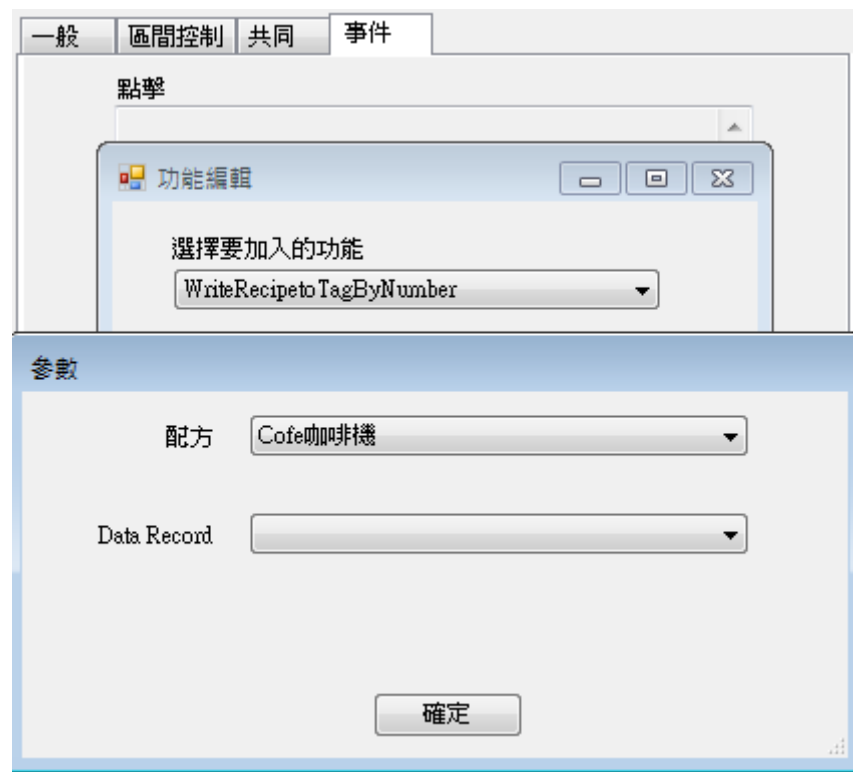 一般 區間控制 共同 事件
點擊
功能編輯
選擇要加入的功能
WriteRecipetoTagByNumber
參數
配方 Cofe咖啡機
Data Record
確定